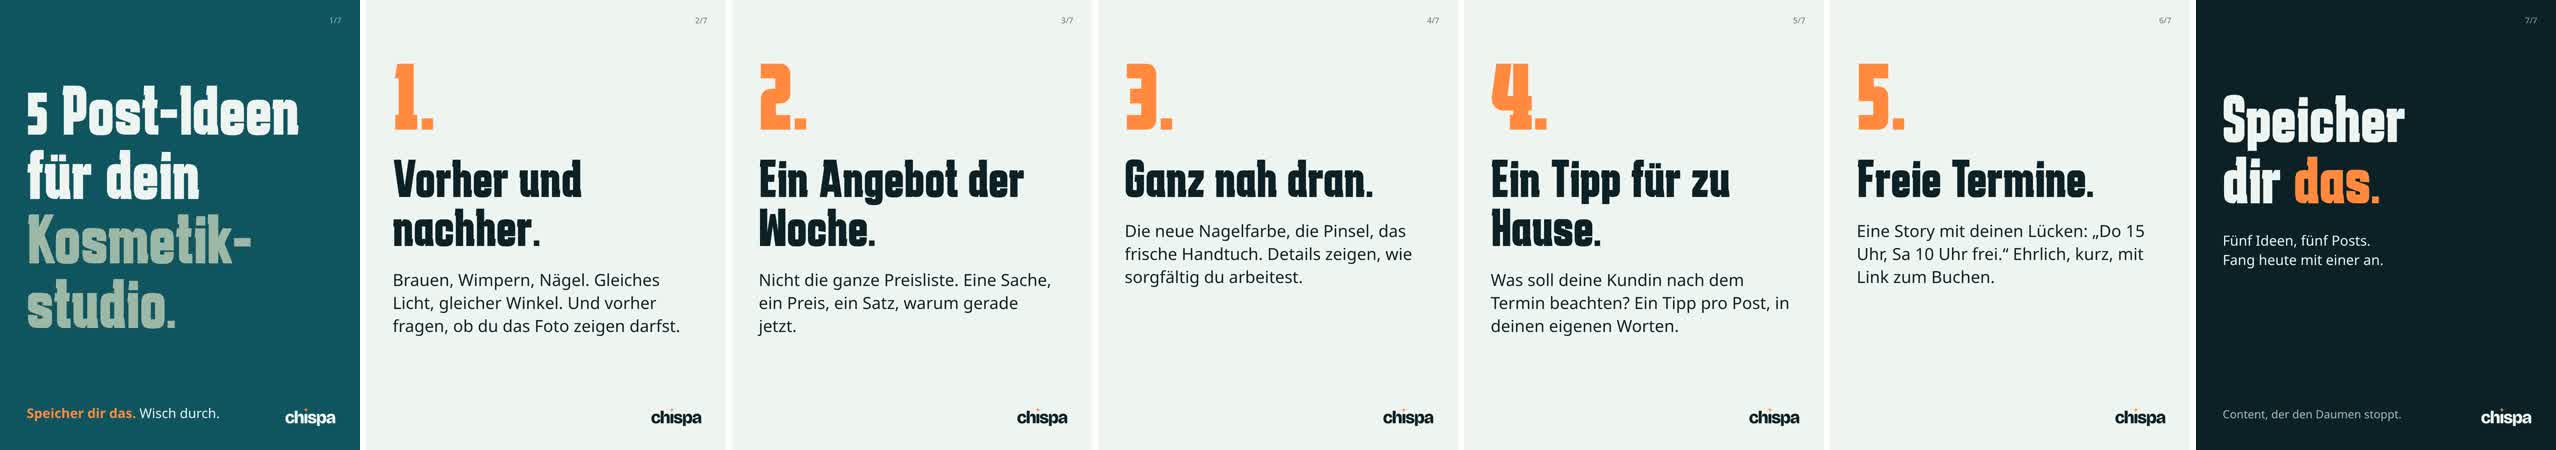 1/7
5 Post-Ideen
für dein
Kosmetik-
studio.
Speicher dir das. Wisch durch.
chispa
2/7
1.
Vorher und
nachher.
Brauen, Wimpern, Nägel. Gleiches
Licht, gleicher Winkel. Und vorher
fragen, ob du das Foto zeigen darfst.
chispa
3/7
2.
Ein Angebot der
Woche.
Nicht die ganze Preisliste. Eine Sache,
ein Preis, ein Satz, warum gerade
jetzt.
chispa
4/7
3.
Ganz nah dran.
Die neue Nagelfarbe, die Pinsel, das
frische Handtuch. Details zeigen, wie
sorgfältig du arbeitest.
chispa
5/7
4.
Ein Tipp für zu
Hause.
Was soll deine Kundin nach dem
Termin beachten? Ein Tipp pro Post, in
deinen eigenen Worten.
chispa
6/7
5.
Freie Termine.
Eine Story mit deinen Lücken: „Do 15
Uhr, Sa 10 Uhr frei.“ Ehrlich, kurz, mit
Link zum Buchen.
chispa
7/7
Speicher
dir das.
Fünf Ideen, fünf Posts.
Fang heute mit einer an.
Content, der den Daumen stoppt.
chispa